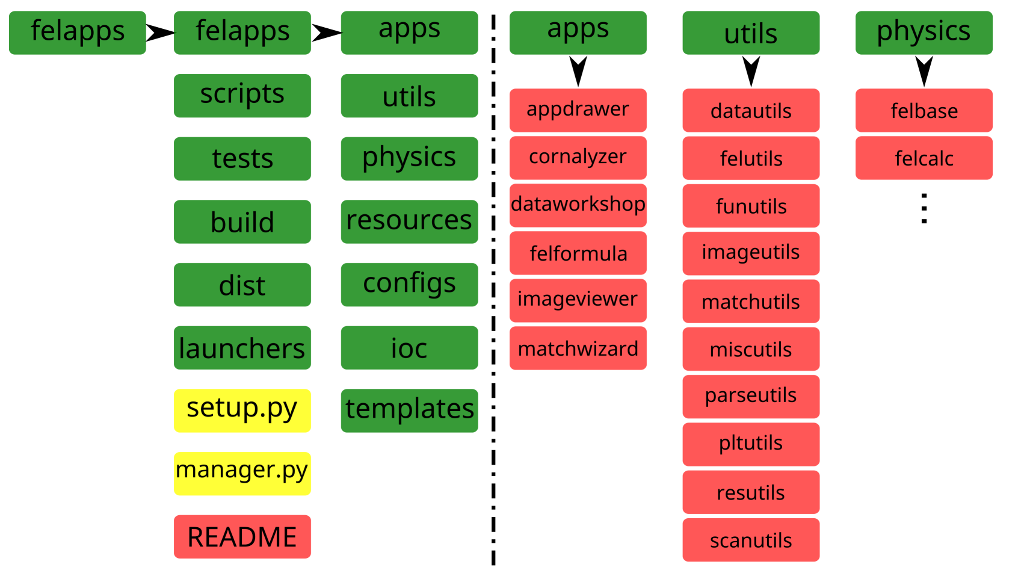 felapps
felapps
scripts
tests
build
dist
launchers
setup.py
manager.py
README
apps
utils
physics
resources
configs
ioc
templates
apps
appdrawer
cornalyzer
dataworkshop
felformula
imageviewer
matchwizard
utils
datautils
felutils
funutils
imageutils
matchutils
miscutils
parseutils
pltutils
resutils
scanutils
physics
felbase
felcalc
⋮